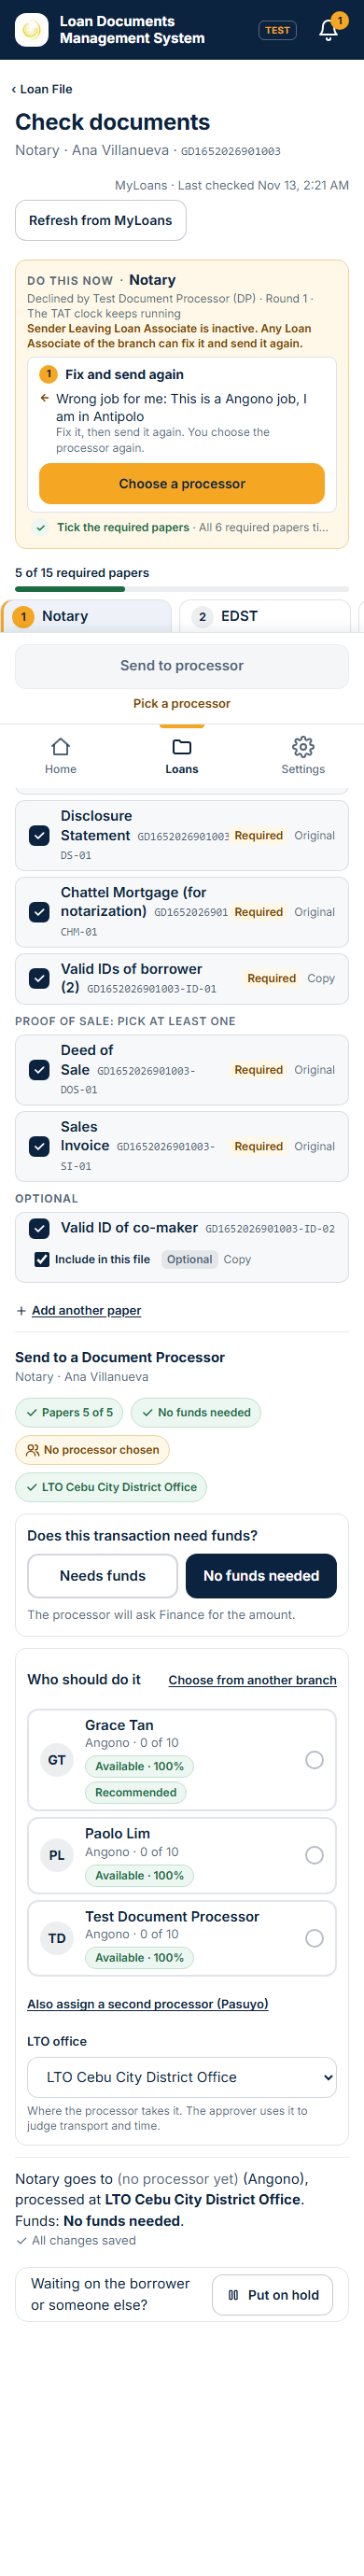 Loan Documents
Management System
TEST
1
‹ Loan File
Check documents
Notary · Ana Villanueva · GD1652026901003
MyLoans · Last checked Nov 13, 2:21 AM
Refresh from MyLoans
DO THIS NOW · Notary
Declined by Test Document Processor (DP) · Round 1 ·
The TAT clock keeps running
Sender Leaving Loan Associate is inactive. Any Loan
Associate of the branch can fix it and send it again.
1 Fix and send again
← Wrong job for me: This is a Angono job, I
am in Antipolo
Fix it, then send it again. You choose the
processor again.
Choose a processor
Tick the required papers · All 6 required papers ti...
5 of 15 required papers
1 Notary
2 EDST
Send to processor
Pick a processor
Home
Loans
Settings
Disclosure
Statement GD1652026901003 Required Original
DS-01
Chattel Mortgage (for
notarization) GD1652026901 Required Original
CHM-01
Valid IDs of borrower
(2) GD1652026901003-ID-01 Required Copy
PROOF OF SALE: PICK AT LEAST ONE
Deed of
Sale GD1652026901003- Required Original
DOS-01
Sales
Invoice GD1652026901003- Required Original
SI-01
OPTIONAL
Valid ID of co-maker GD1652026901003-ID-02
Include in this file Optional Copy
+ Add another paper
Send to a Document Processor
Notary · Ana Villanueva
Papers 5 of 5
No funds needed
No processor chosen
LTO Cebu City District Office
Does this transaction need funds?
Needs funds
No funds needed
The processor will ask Finance for the amount.
Who should do it
Choose from another branch
GT
Grace Tan
Angono · 0 of 10
Available · 100%
Recommended
PL
Paolo Lim
Angono · 0 of 10
Available · 100%
TD
Test Document Processor
Angono · 0 of 10
Available · 100%
Also assign a second processor (Pasuyo)
LTO office
LTO Cebu City District Office
Where the processor takes it. The approver uses it to
judge transport and time.
Notary goes to (no processor yet) (Angono),
processed at LTO Cebu City District Office.
Funds: No funds needed.
All changes saved
Waiting on the borrower
or someone else?
Put on hold